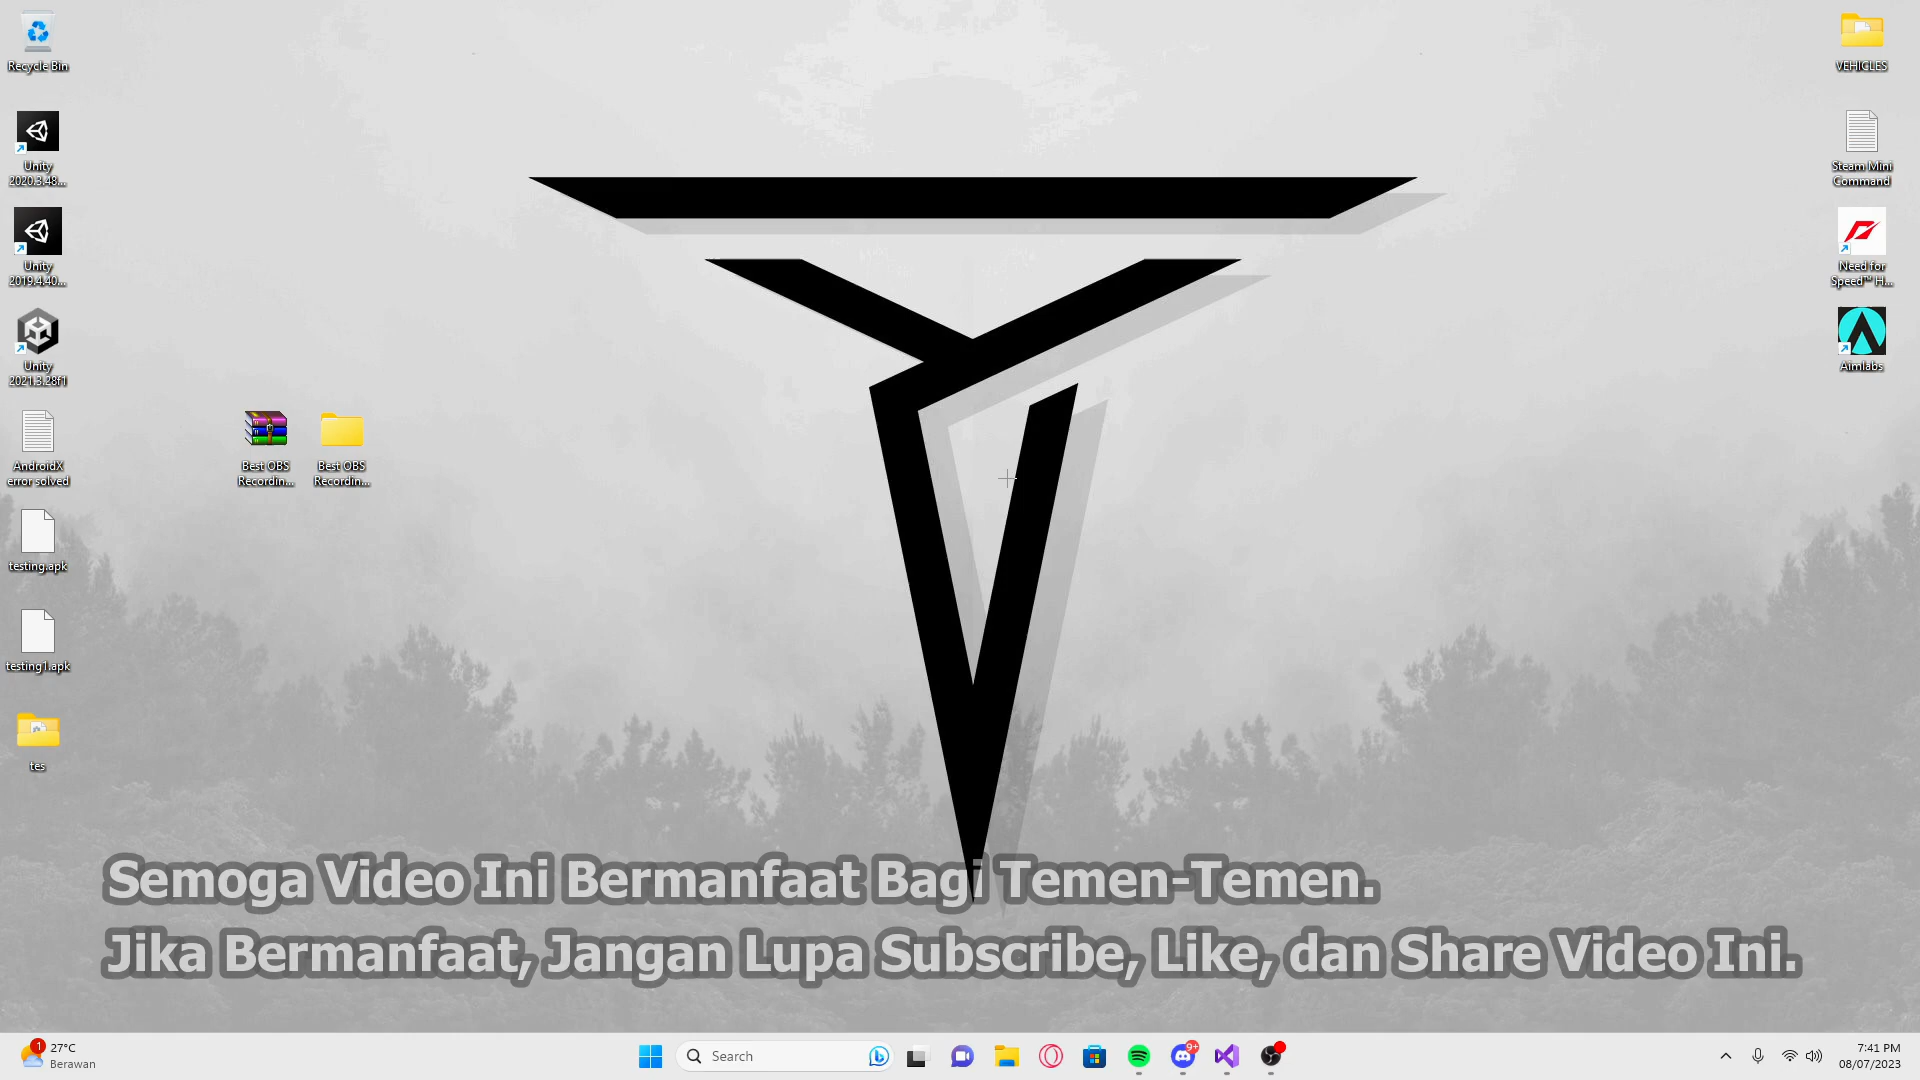 Recycle Bin
VEHICLES
Unity
2020.3.48...
Steam Mini
Command
Unity
2019.4.40...
Need for
Speed™ H...
Unity
2021.3.28f1
Aimlabs
AndroidX
error solved
Best OBS
Recordin...
Best OBS
Recordin...
testing.apk
testing1.apk
tes
Semoga Video Ini Bermanfaat Bagi Temen-Temen.
Jika Bermanfaat, Jangan Lupa Subscribe, Like, dan Share Video Ini.
1
27°C
Berawan
Search
9+
7:41 PM
08/07/2023